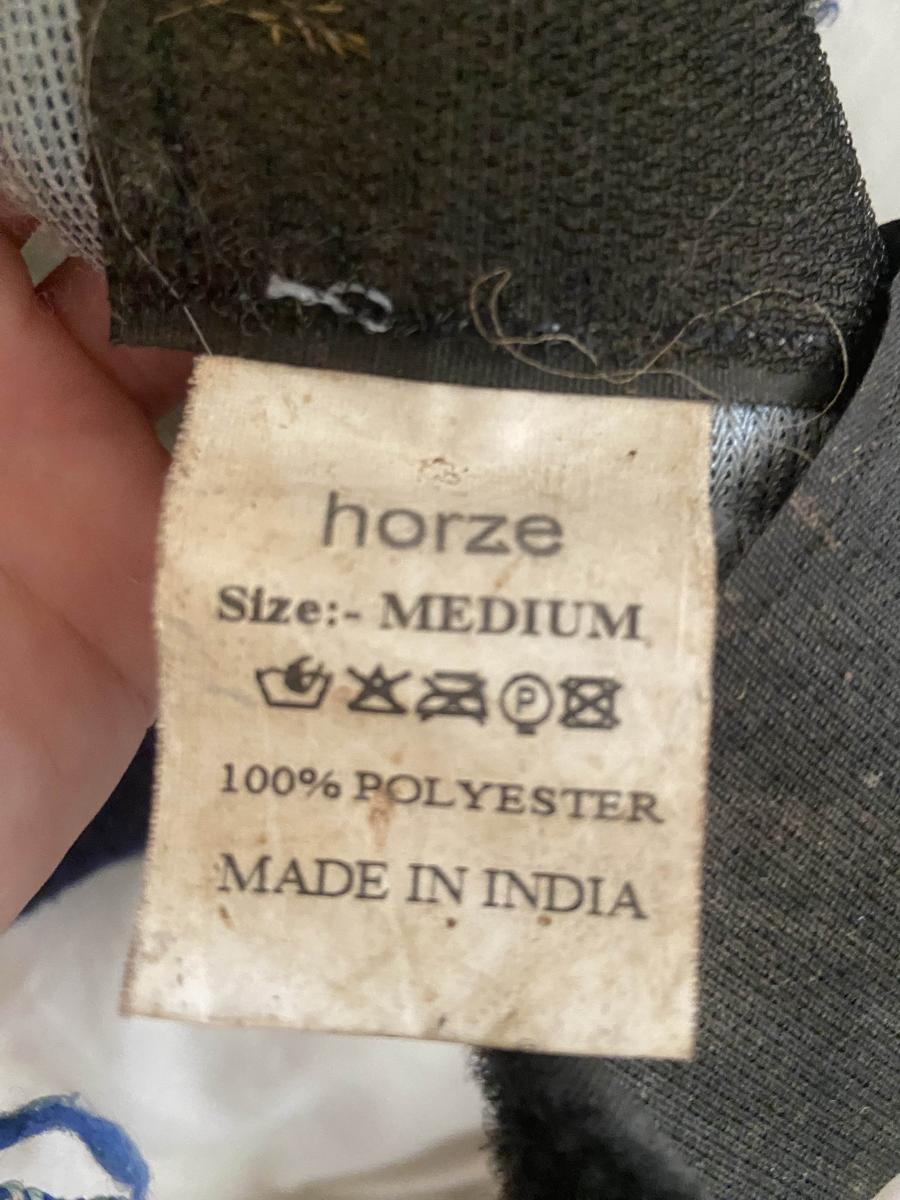 horze
Size:- MEDIUM
P
100% POLYESTER
MADE IN INDIA